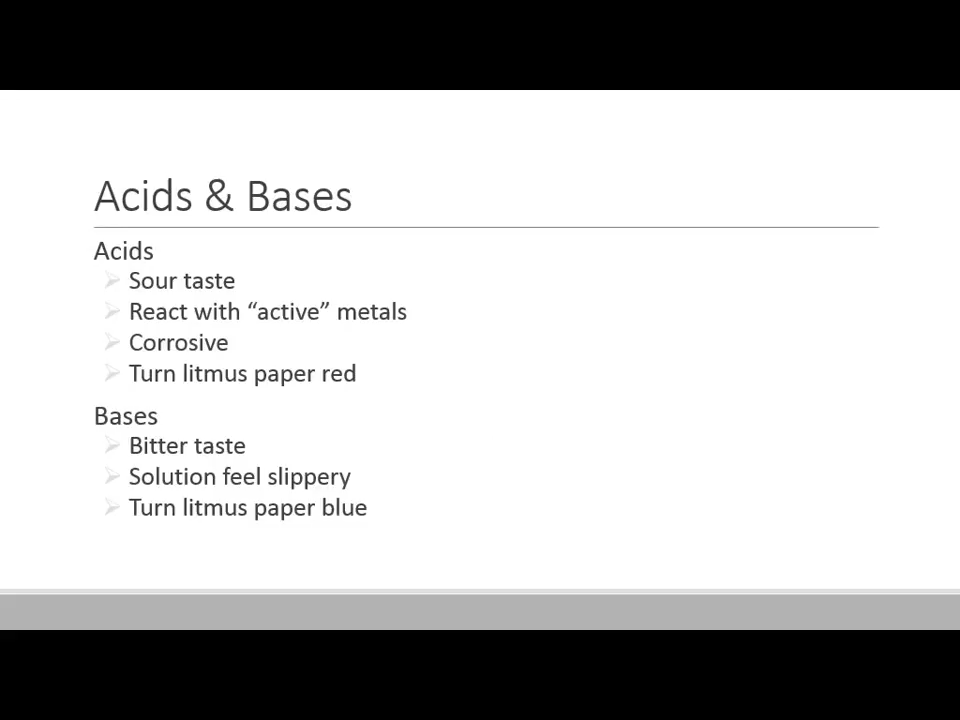 Acids & Bases
Acids
Sour taste
React with “active” metals
Corrosive
Turn litmus paper red
Bases
Bitter taste
Solution feel slippery
Turn litmus paper blue